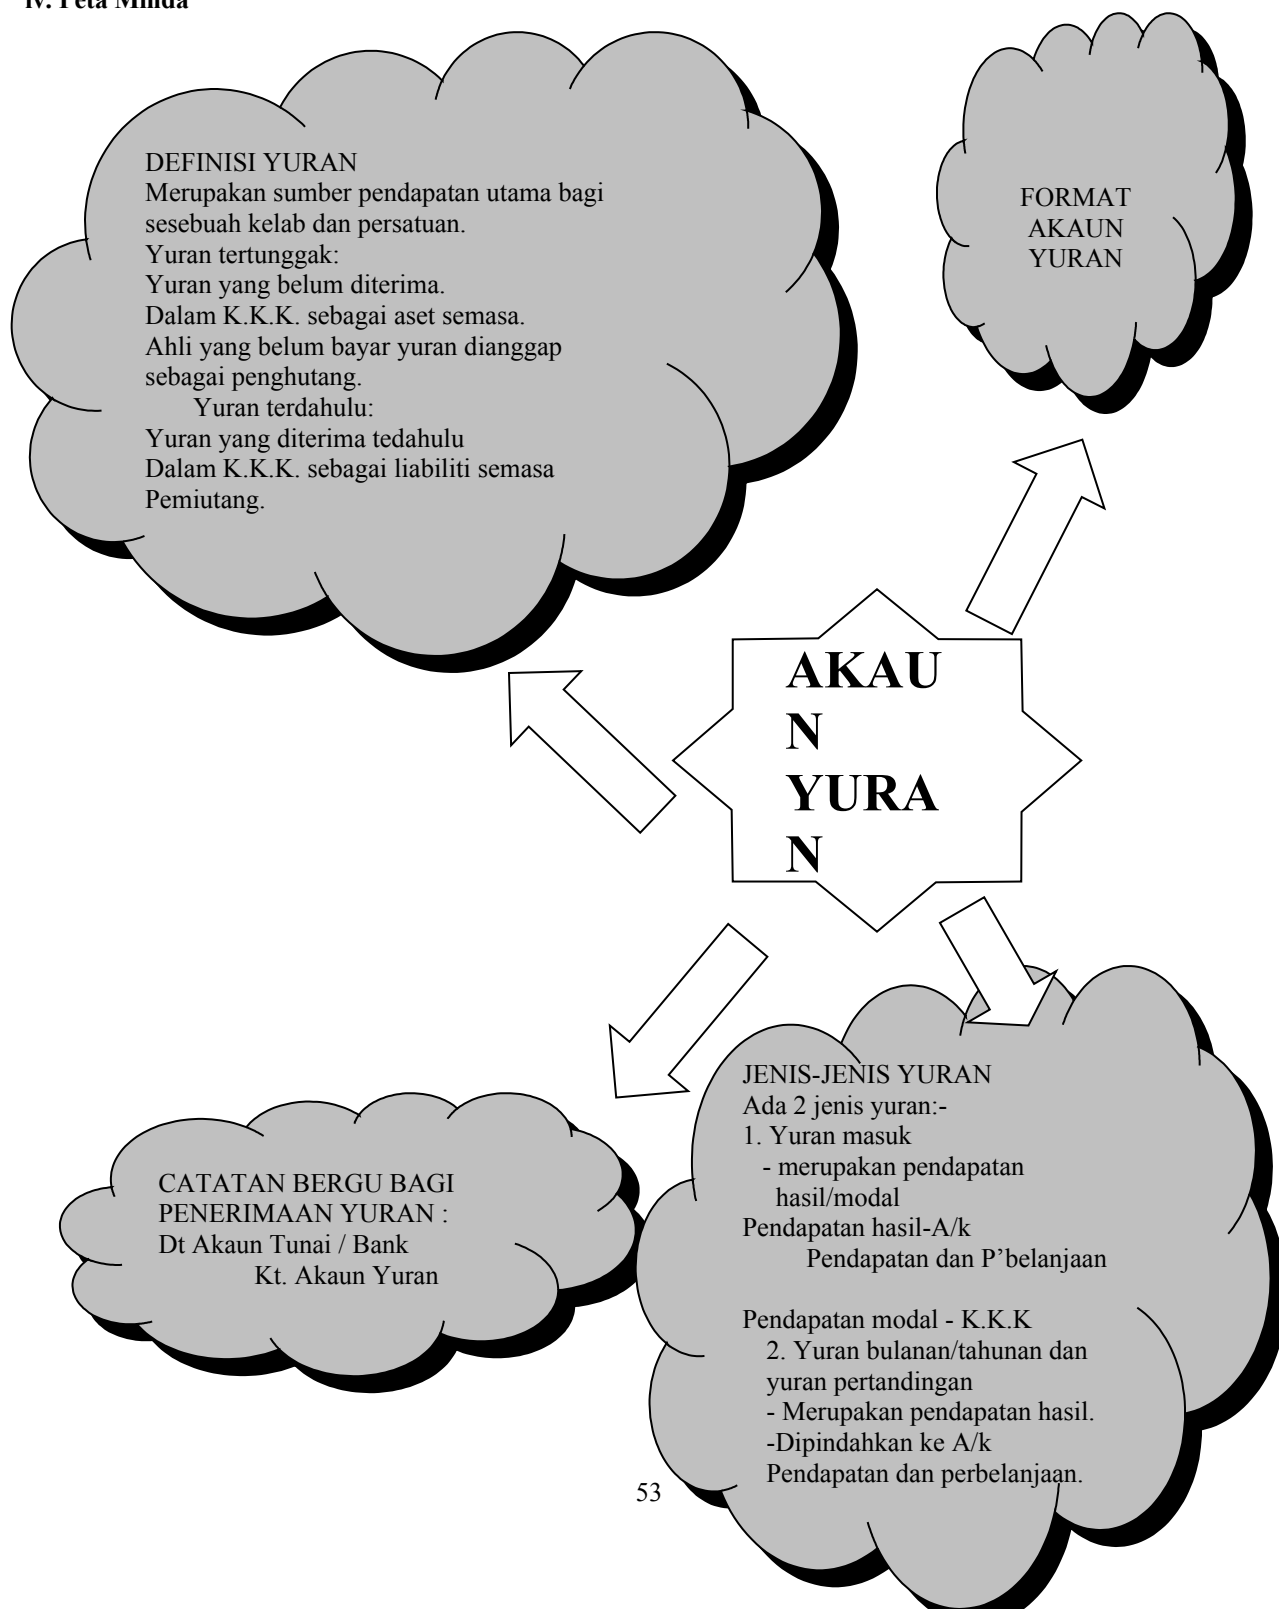 iv. Peta Minda
DEFINISI YURAN
Merupakan sumber pendapatan utama bagi
sesebuah kelab dan persatuan.
Yuran tertunggak:
Yuran yang belum diterima.
Dalam K.K.K. sebagai aset semasa.
Ahli yang belum bayar yuran dianggap
sebagai penghutang.
Yuran terdahulu:
Yuran yang diterima tedahulu
Dalam K.K.K. sebagai liabiliti semasa
Pemiutang.
FORMAT
AKAUN
YURAN
AKAU
N
YURA
N
CATATAN BERGU BAGI
PENERIMAAN YURAN :
Dt Akaun Tunai / Bank
Kt. Akaun Yuran
JENIS-JENIS YURAN
Ada 2 jenis yuran:-
1. Yuran masuk
- merupakan pendapatan
hasil/modal
Pendapatan hasil-A/k
Pendapatan dan P’belanjaan
Pendapatan modal - K.K.K
2. Yuran bulanan/tahunan dan
yuran pertandingan
- Merupakan pendapatan hasil.
-Dipindahkan ke A/k
Pendapatan dan perbelanjaan.
53